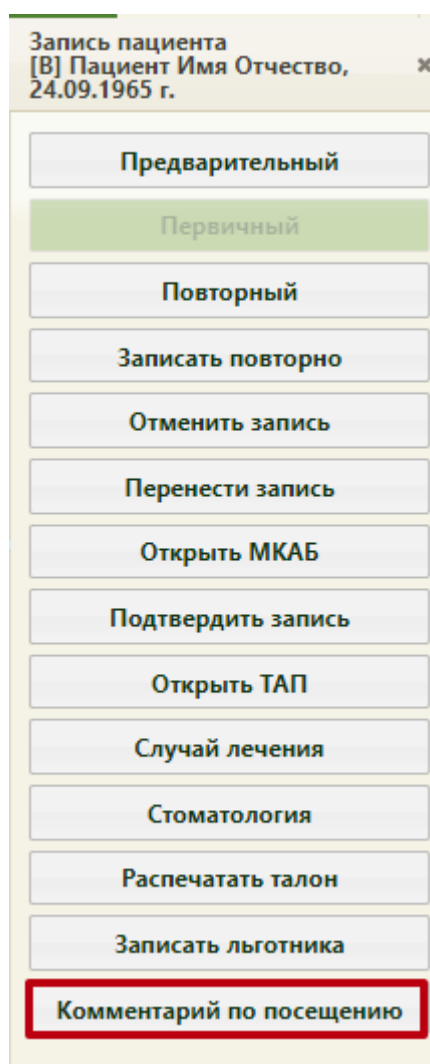 Запись пациента
[В] Пациент Имя Отчество,
24.09.1965 г.
Предварительный
Первичный
Повторный
Записать повторно
Отменить запись
Перенести запись
Открыть МКАБ
Подтвердить запись
Открыть ТАП
Случай лечения
Стоматология
Распечатать талон
Записать льготника
Комментарий по посещению